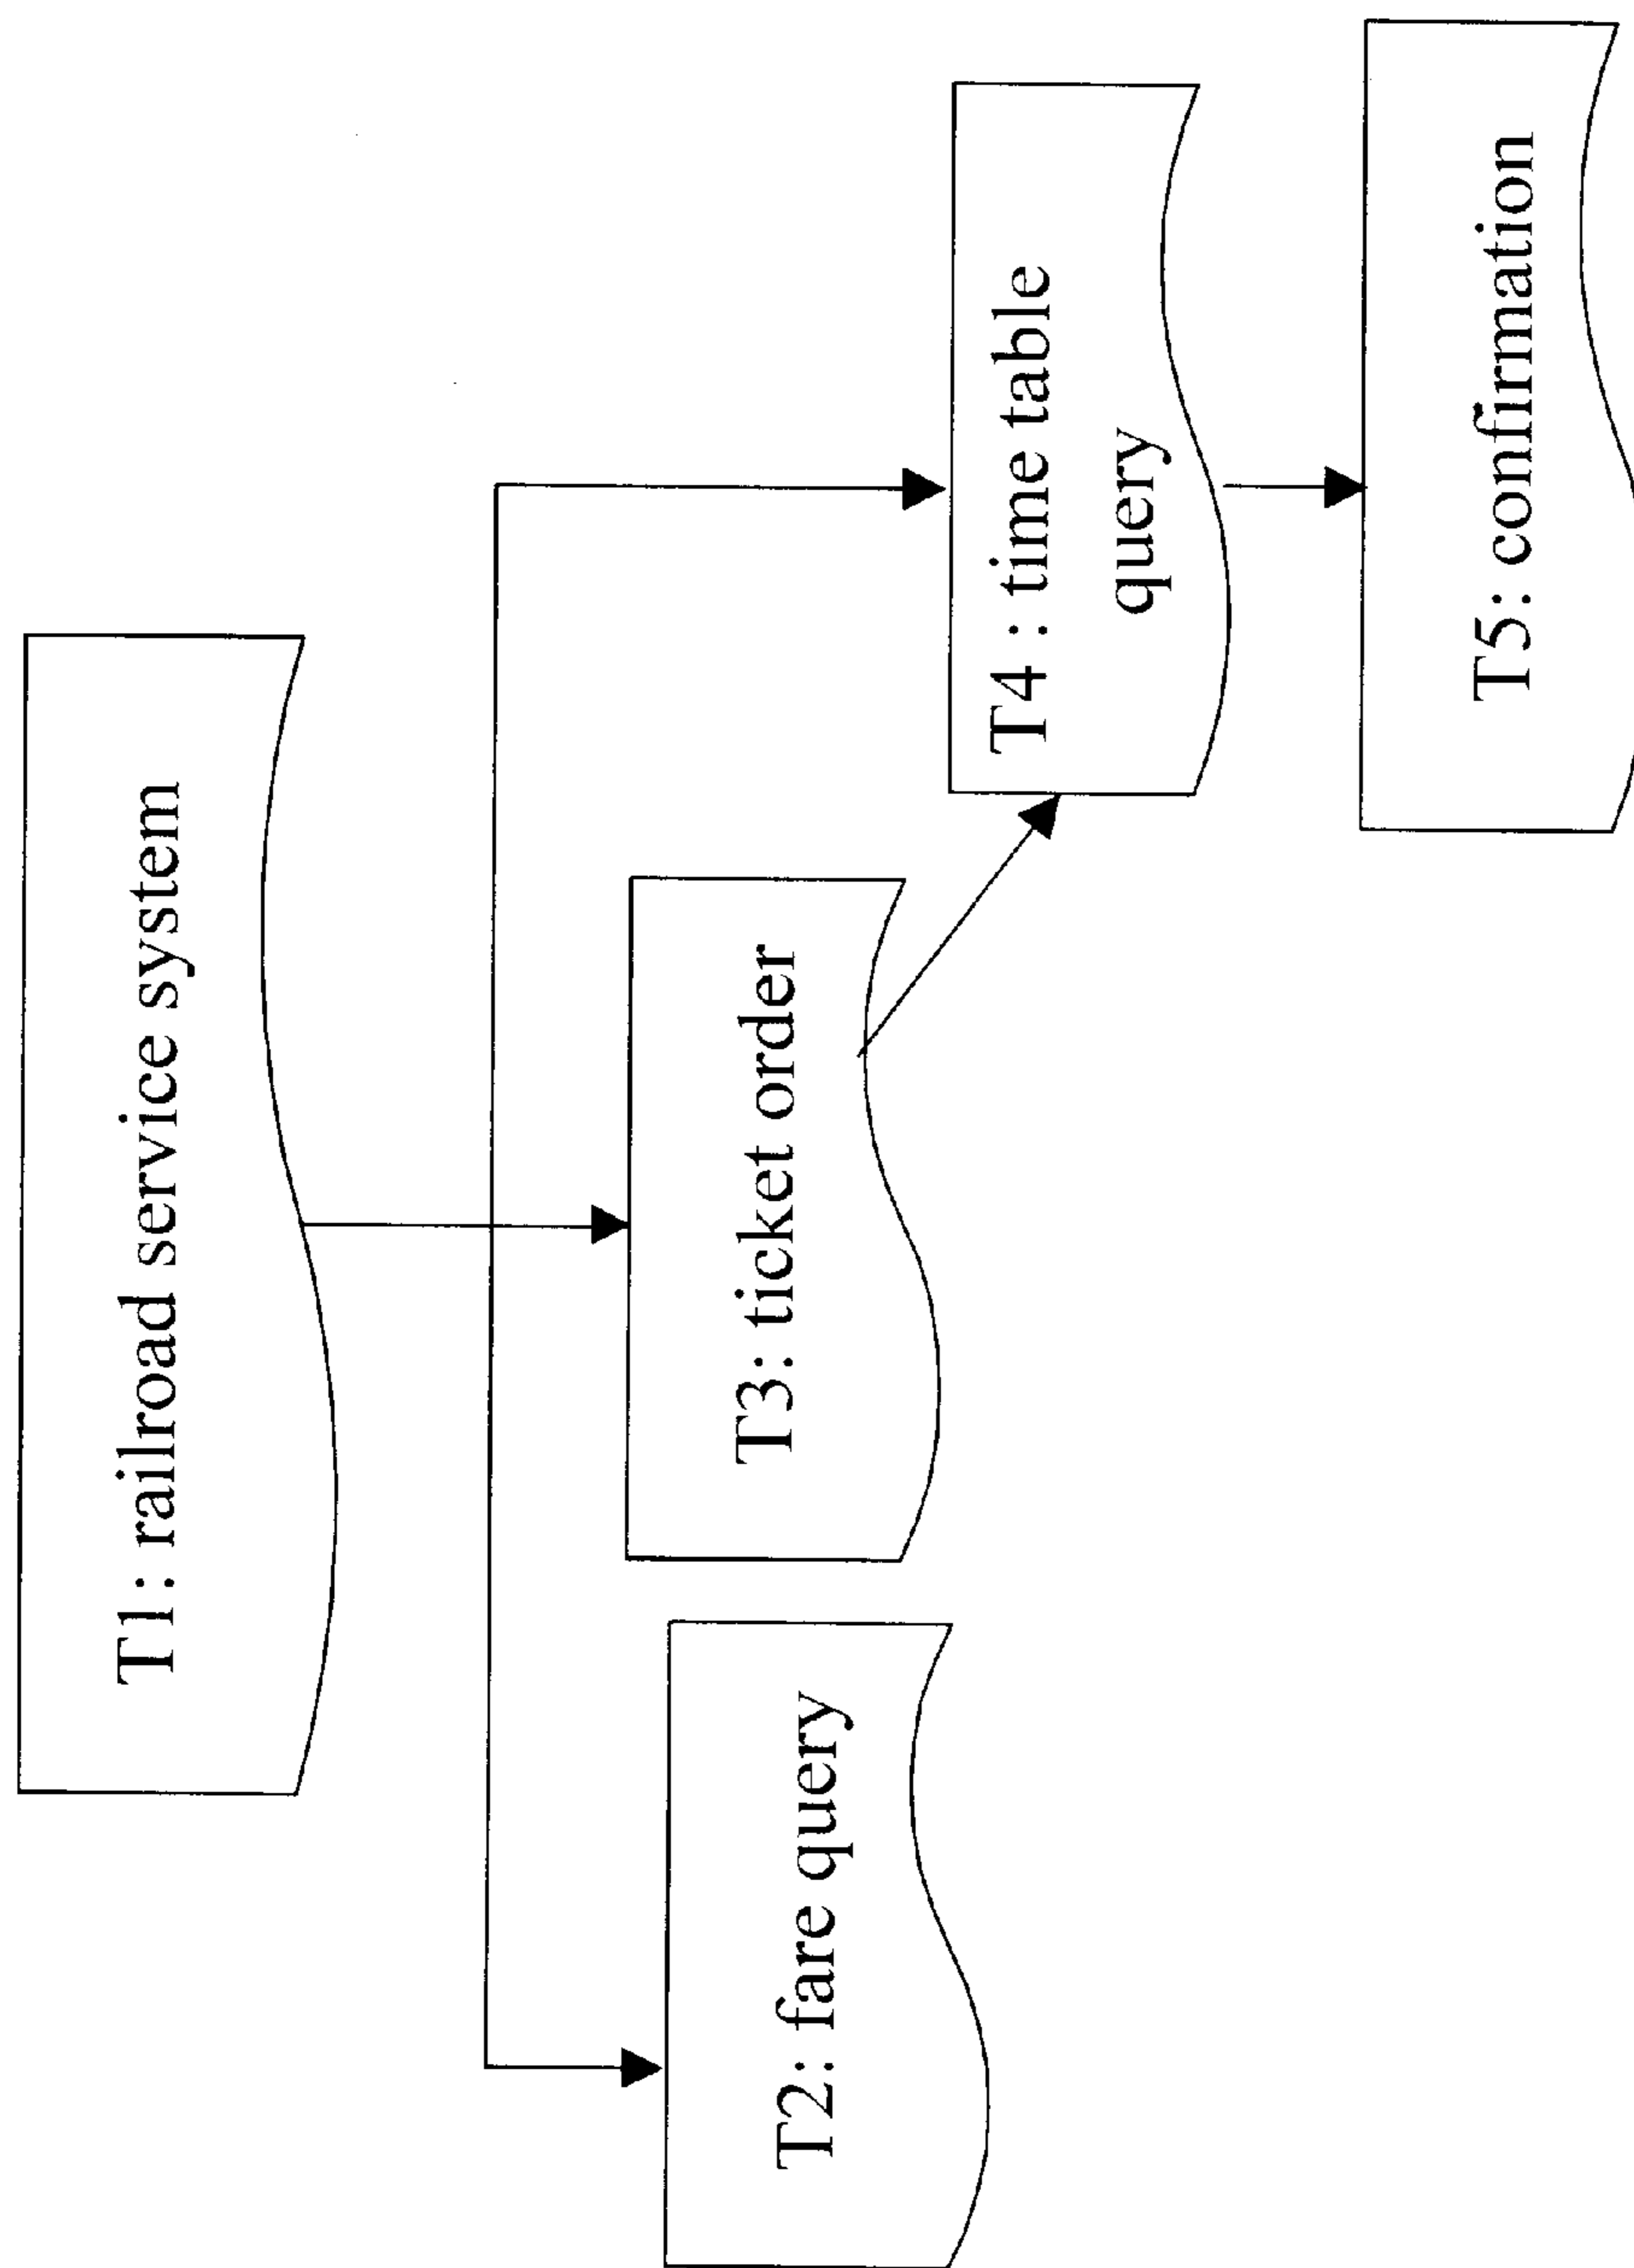 T1: railroad service system
T2: fare query
T3: ticket order
T4 : time table
query
T5: confirmation